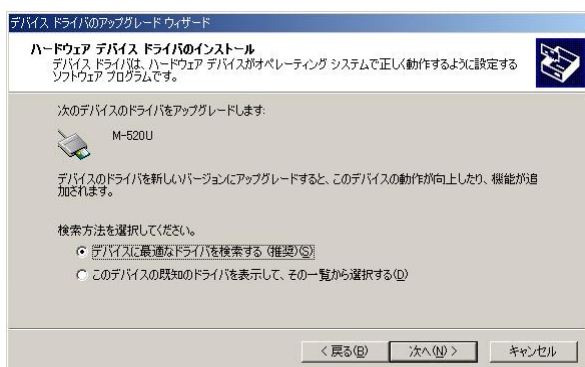 デバイス ドライバのアップグレード ウィザード
ハードウェア デバイス ドライバのインストール
デバイス ドライバは、ハードウェア デバイスがオペレーティング システムで正しく動作するように設定する
ソフトウェア プログラムです。
次のデバイスのドライバをアップグレードします:
M-520U
デバイスのドライバを新しいバージョンにアップグレードすると、このデバイスの動作が向上したり、機能が追
加されます。
検索方法を選択してください。
デバイスに最適なドライバを検索する (推奨)(S)
このデバイスの既知のドライバを表示して、その一覧から選択する(D)
< 戻る(B) 次へ(N) > キャンセル